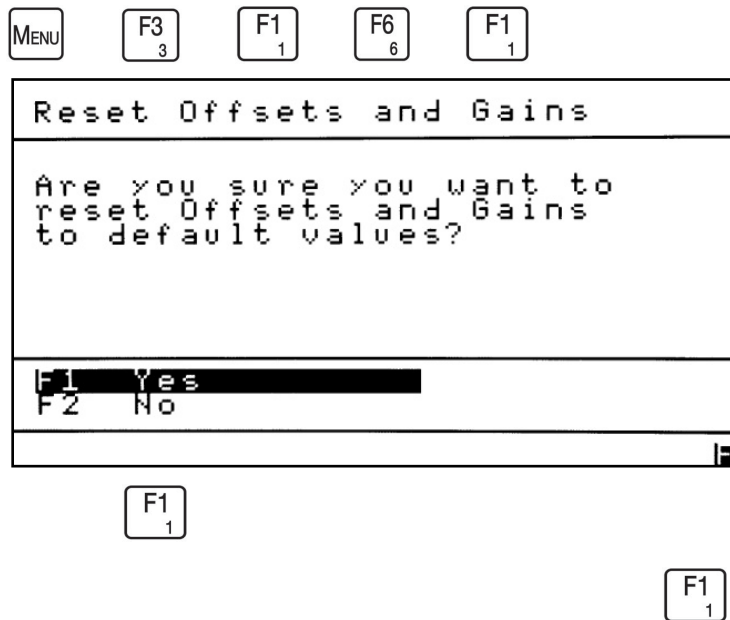 MENU F3 3 F1 1 F6 6 F1 1
Reset Offsets and Gains
Are you sure you want to
reset Offsets and Gains
to default values?
F1 Yes
F2 No
F1 1
F1 1